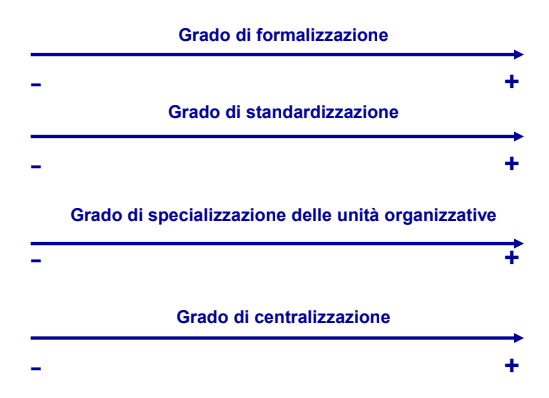 Grado di formalizzazione
– +
Grado di standardizzazione
– +
Grado di specializzazione delle unità organizzative
– +
Grado di centralizzazione
– +